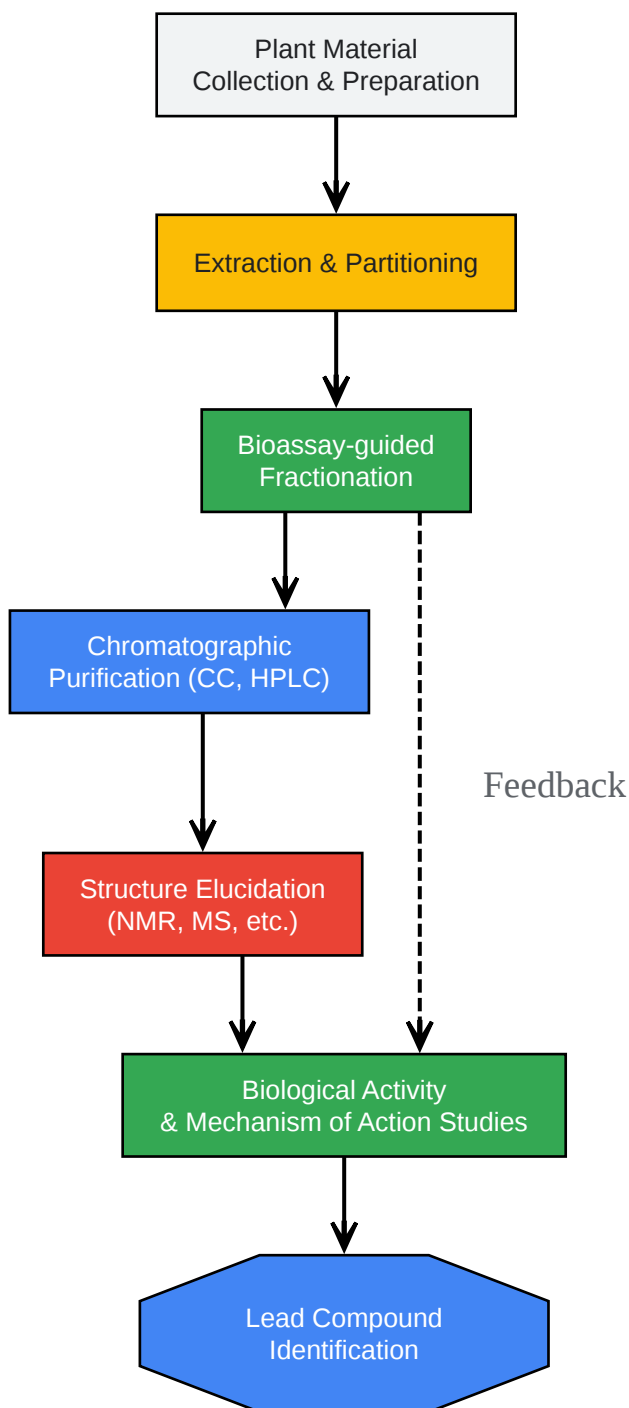 Plant Material
Collection & Preparation
Extraction & Partitioning
Bioassay-guided
Fractionation
Chromatographic
Purification (CC, HPLC)
Feedback
Structure Elucidation
(NMR, MS, etc.)
Biological Activity
& Mechanism of Action Studies
Lead Compound
Identification